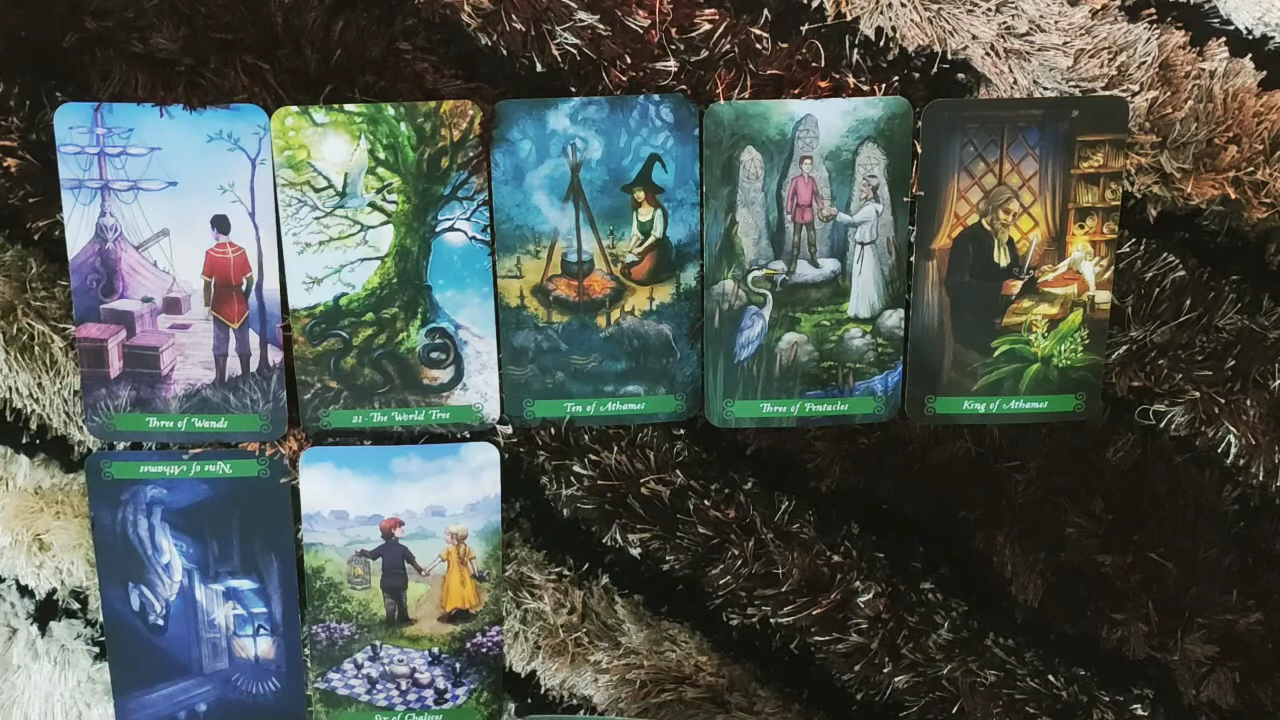 Three of Wands
21 - The World Tree
Ten of Athames
Three of Pentacles
King of Athames
Nine of Athames
Six of Chalices